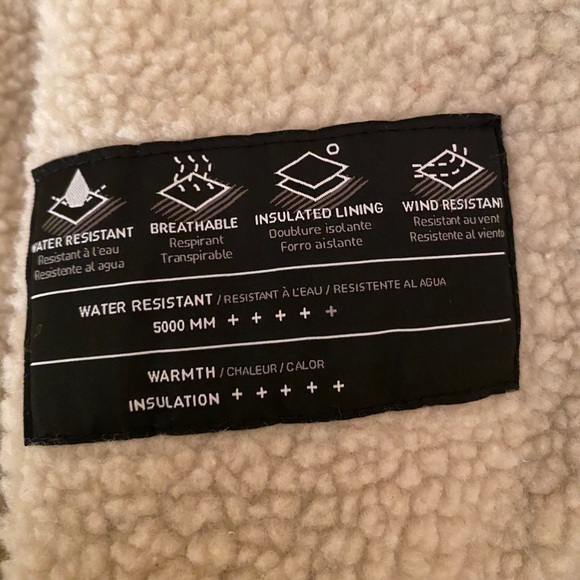 WATER RESISTANT
Resistant à l'eau
Resistente al agua
BREATHABLE
Respirant
Transpirable
INSULATED LINING
Doublure isolante
Forro aislante
WIND RESISTANT
Resistant au vent
Resistente al viento
WATER RESISTANT / RESISTANT À L'EAU / RESISTENTE AL AGUA
5000 MM + + + + +
WARMTH / CHALEUR / CALOR
INSULATION + + + + +